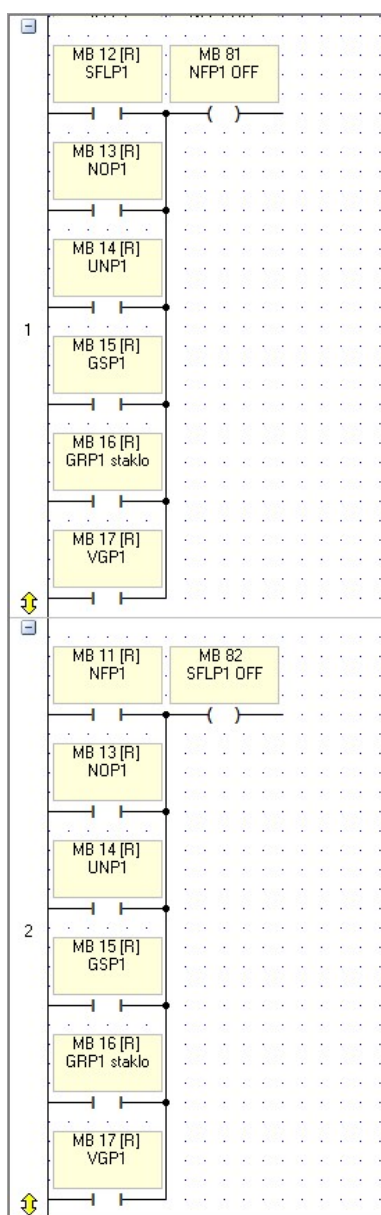 MB 12 [R]
SFLP1
MB 81
NFP1 OFF
MB 13 [R]
NOP1
MB 14 [R]
UNP1
1
MB 15 [R]
GSP1
MB 16 [R]
GRP1 staklo
MB 17 [R]
VGP1
MB 11 [R]
NFP1
MB 82
SFLP1 OFF
MB 13 [R]
NOP1
MB 14 [R]
UNP1
2
MB 15 [R]
GSP1
MB 16 [R]
GRP1 staklo
MB 17 [R]
VGP1